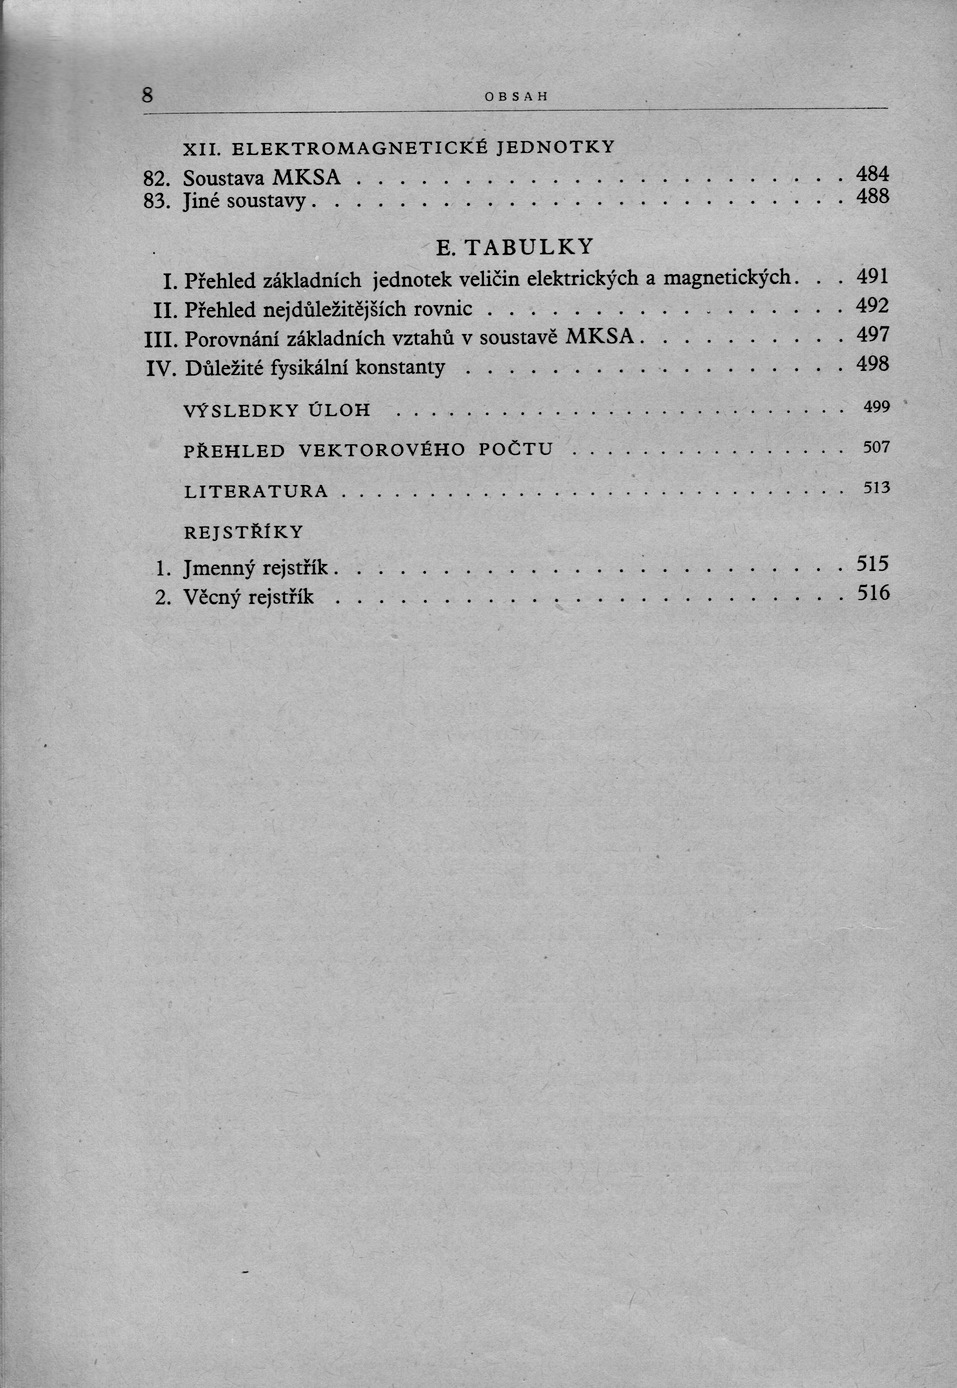 8 OBSAH
XII. ELEKTROMAGNETICKÉ JEDNOTKY
82. Soustava MKSA . . . . . . . . . . . . . . . . . . . . . . . 484
83. Jiné soustavy . . . . . . . . . . . . . . . . . . . . . . . . . 488
E. TABULKY
I. Přehled základních jednotek veličin elektrických a magnetických . . . 491
II. Přehled nejdůležitějších rovnic . . . . . . . . . . . . . . . . . 492
III. Porovnání základních vztahů v soustavě MKSA . . . . . . . . . . 497
IV. Důležité fysikální konstanty . . . . . . . . . . . . . . . . . . 498
VÝSLEDKY ÚLOH . . . . . . . . . . . . . . . . . . . . . . . . . . 499
PŘEHLED VEKTOROVÉHO POČTU . . . . . . . . . . . . . . . . 507
LITERATURA . . . . . . . . . . . . . . . . . . . . . . . . . . . . . 513
REJSTŘÍKY
1. Jmenný rejstřík . . . . . . . . . . . . . . . . . . . . . . . . 515
2. Věcný rejstřík . . . . . . . . . . . . . . . . . . . . . . . . 516